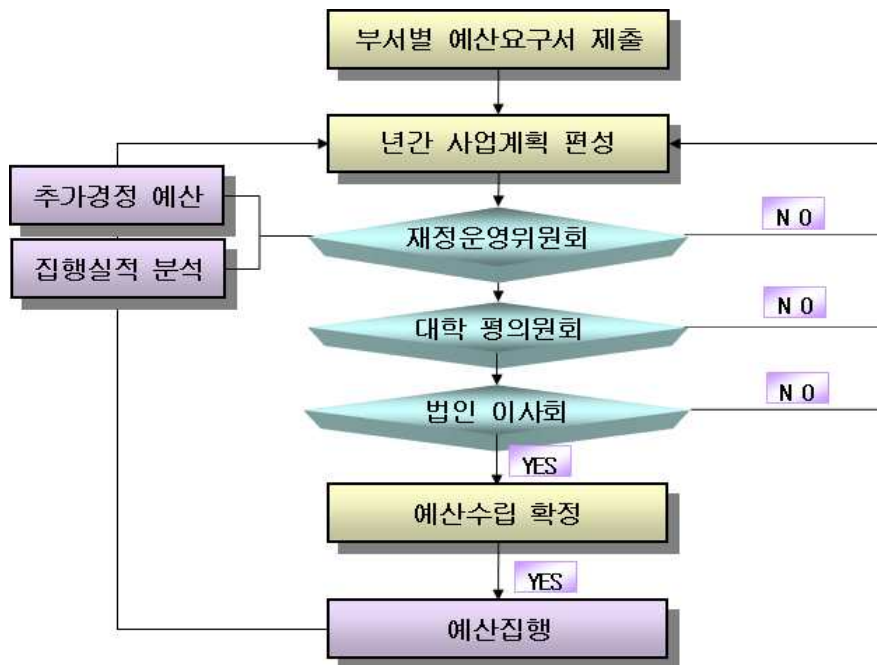 부서별 예산요구서 제출
년간 사업계획 편성
추가경정 예산
재정운영위원회
N O
집행실적 분석
대학 평의원회
N O
법인 이사회
N O
YES
예산수립 확정
YES
예산집행